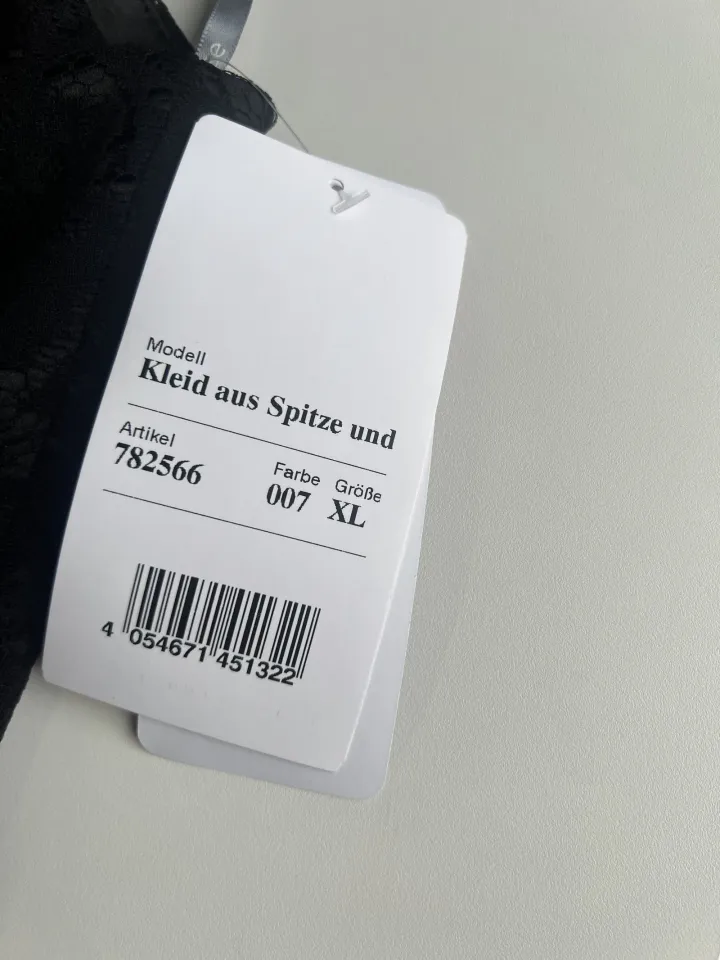 Modell
Kleid aus Spitze und
Artikel
782566
Farbe Größe
007 XL
4 054671 451322